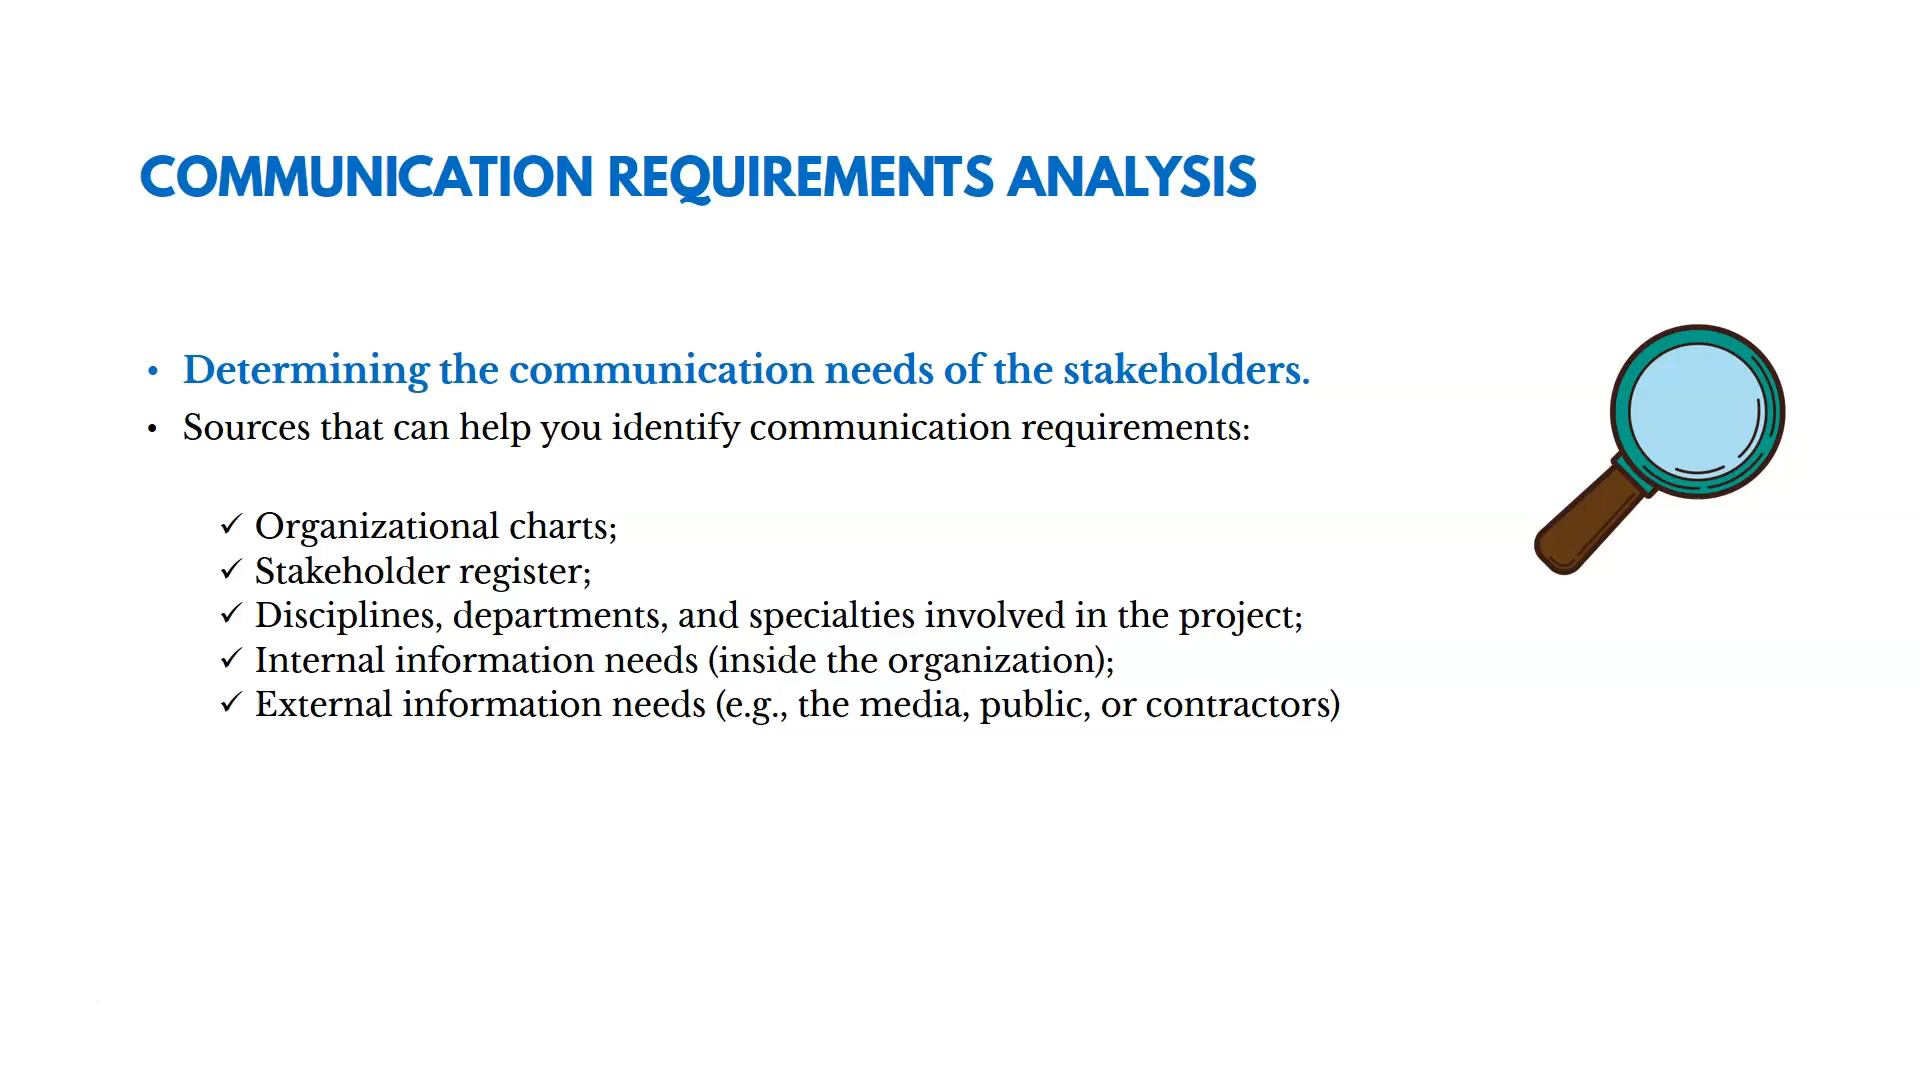 COMMUNICATION REQUIREMENTS ANALYSIS
• Determining the communication needs of the stakeholders.
• Sources that can help you identify communication requirements:
✓ Organizational charts;
✓ Stakeholder register;
✓ Disciplines, departments, and specialties involved in the project;
✓ Internal information needs (inside the organization);
✓ External information needs (e.g., the media, public, or contractors)